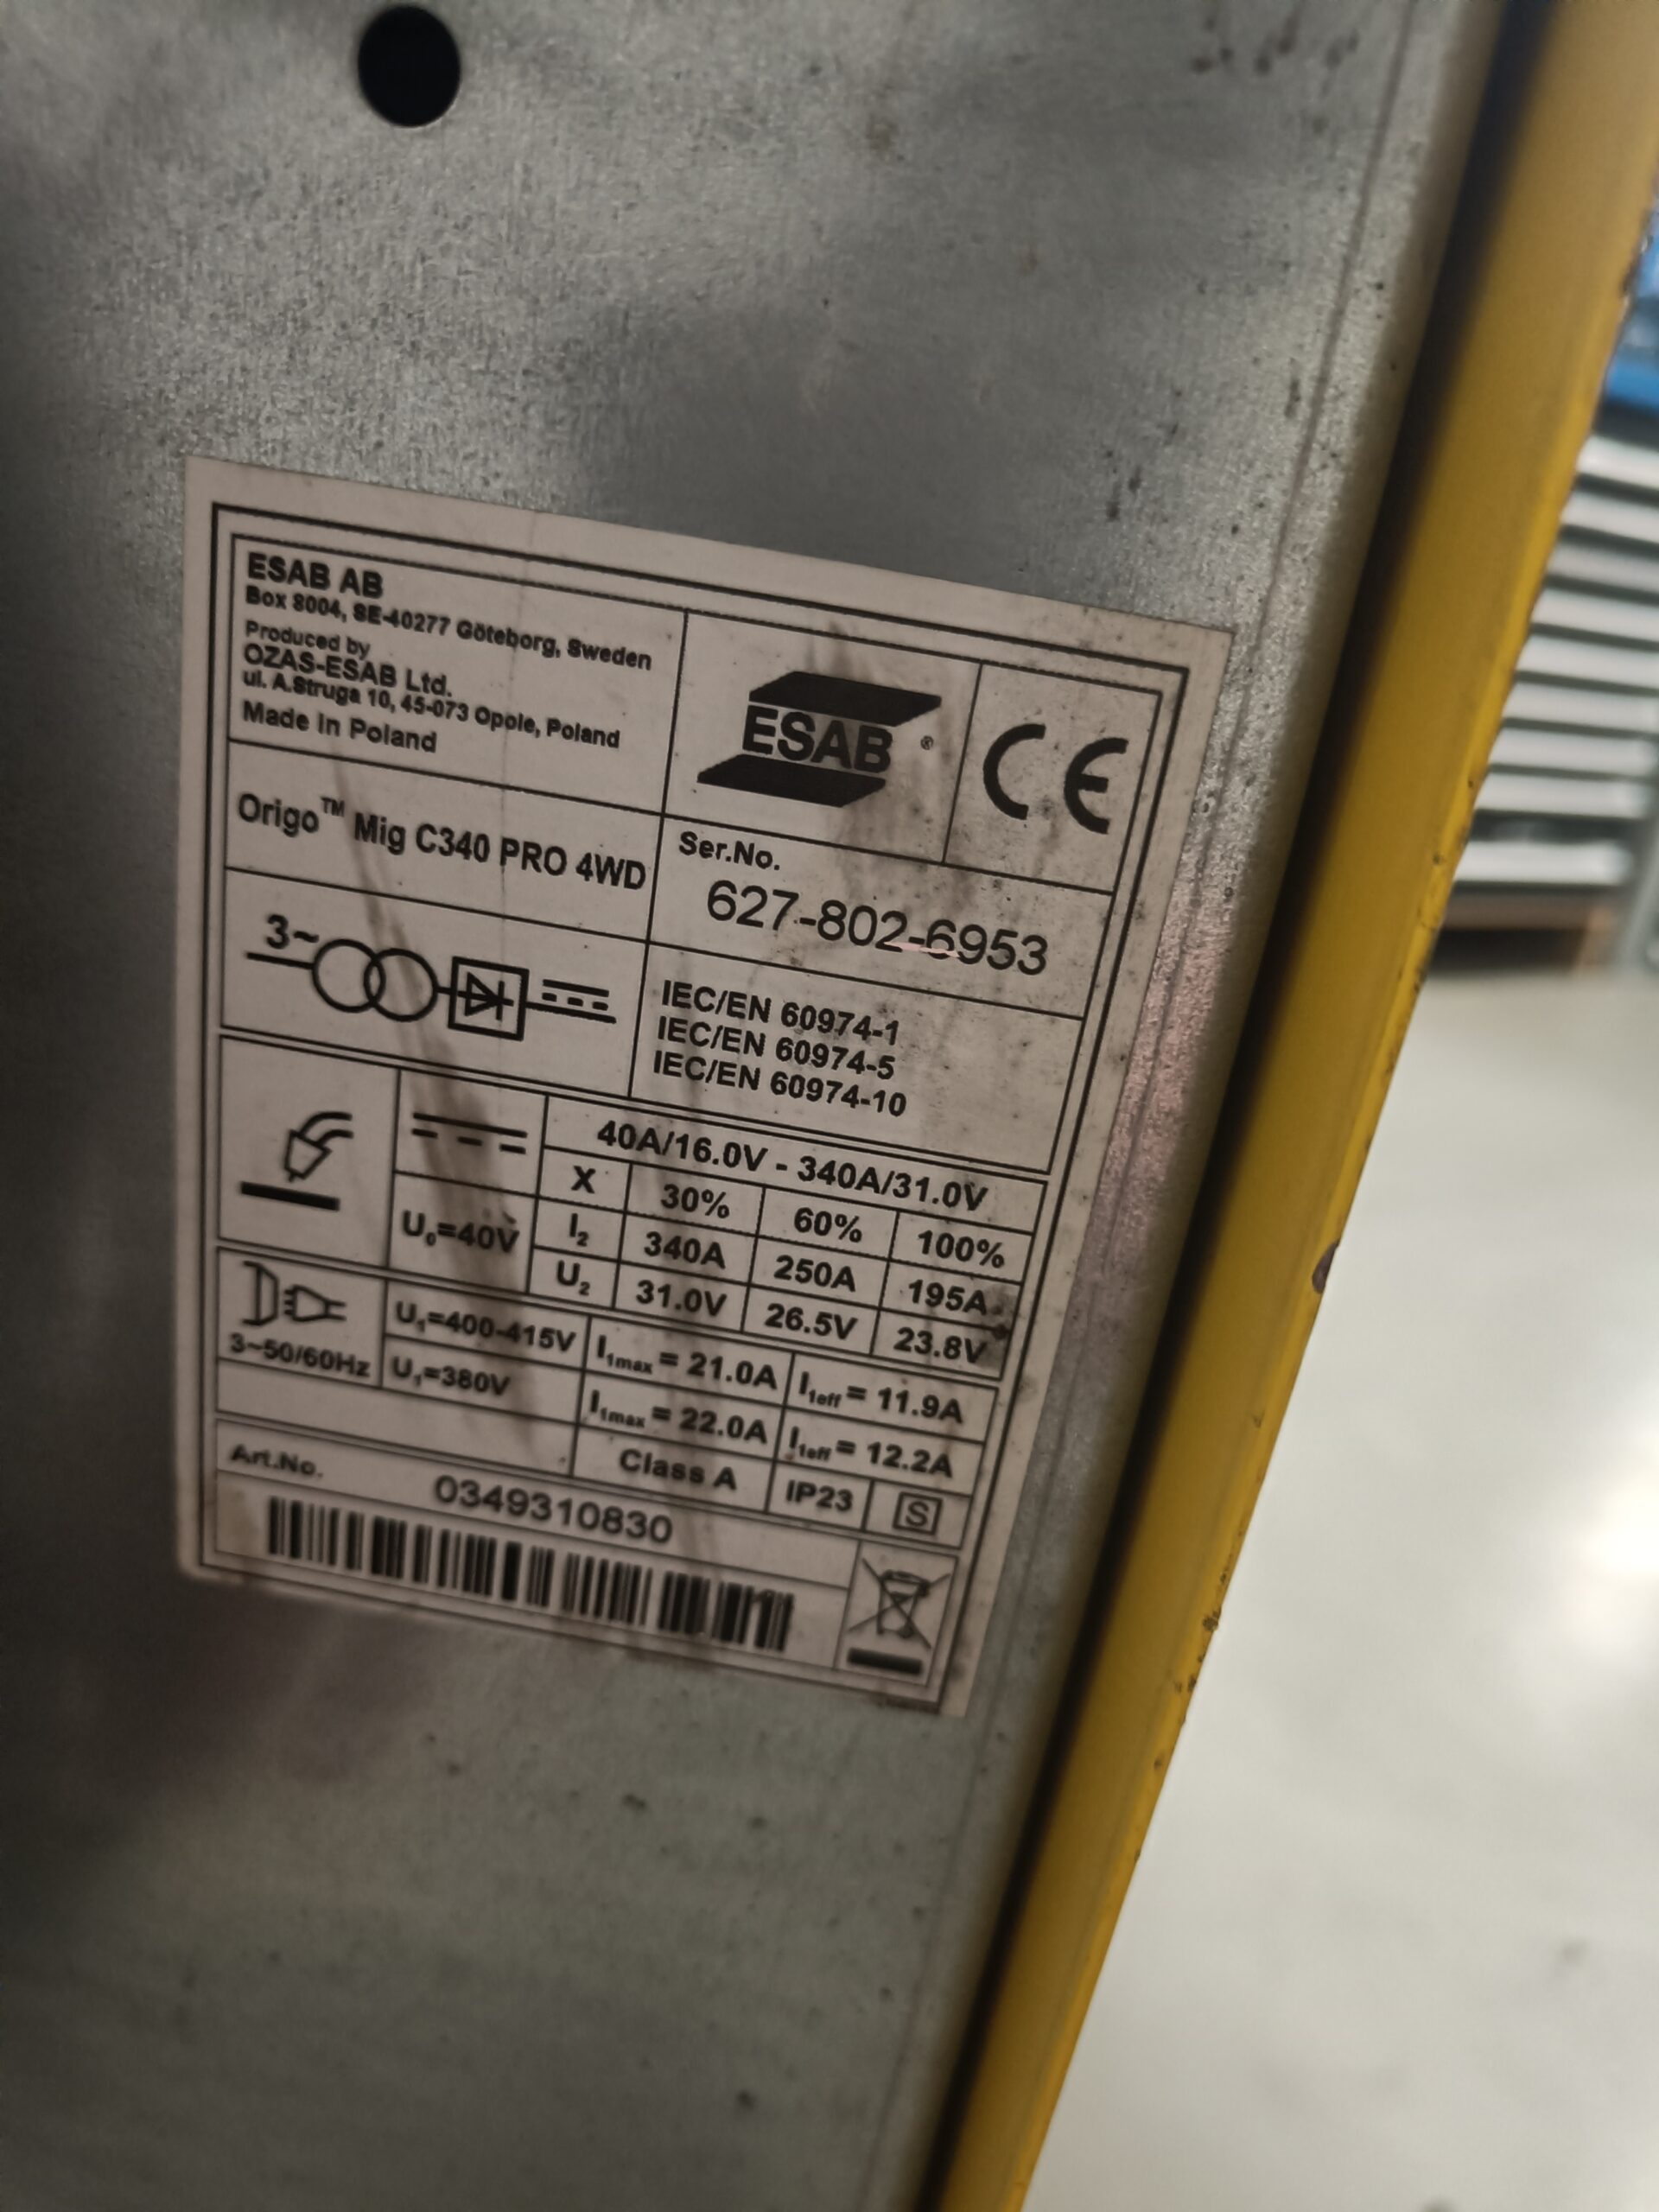 ESAB AB
Box 8004, SE-40277 Göteborg, Sweden
Produced by
OZAS-ESAB Ltd.
ul. A.Struga 10, 45-073 Opole, Poland
Made in Poland
ESAB ®
CE
Origo™ Mig C340 PRO 4WD
Ser.No.
627-802-6953
3~
IEC/EN 60974-1
IEC/EN 60974-5
IEC/EN 60974-10
40A/16.0V - 340A/31.0V
X 30% 60% 100%
U₀=40V
I₂ 340A 250A 195A
U₂ 31.0V 26.5V 23.8V
3~50/60Hz
U₁=400-415V I₁max = 21.0A I₁eff = 11.9A
U₁=380V I₁max = 22.0A I₁eff = 12.2A
Class A IP23 S
Art.No.
0349310830